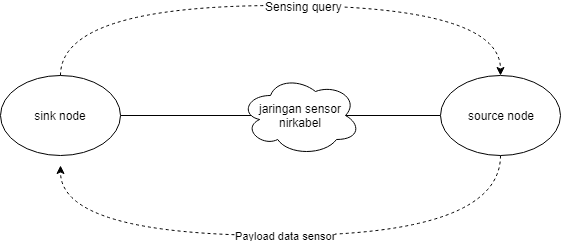 Sensing query
sink node
jaringan sensor
nirkabel
source node
Payload data sensor